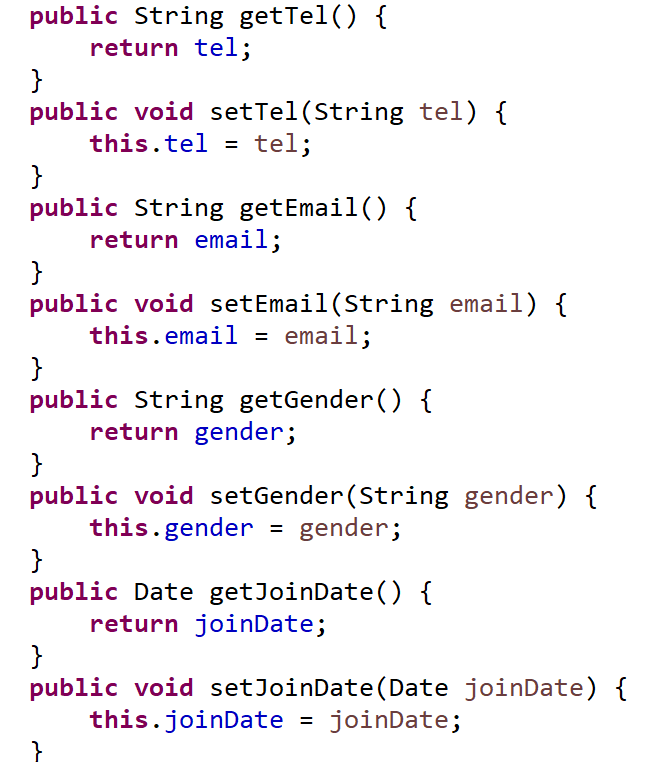 public String getTel() {
    return tel;
}
public void setTel(String tel) {
    this.tel = tel;
}
public String getEmail() {
    return email;
}
public void setEmail(String email) {
    this.email = email;
}
public String getGender() {
    return gender;
}
public void setGender(String gender) {
    this.gender = gender;
}
public Date getJoinDate() {
    return joinDate;
}
public void setJoinDate(Date joinDate) {
    this.joinDate = joinDate;
}